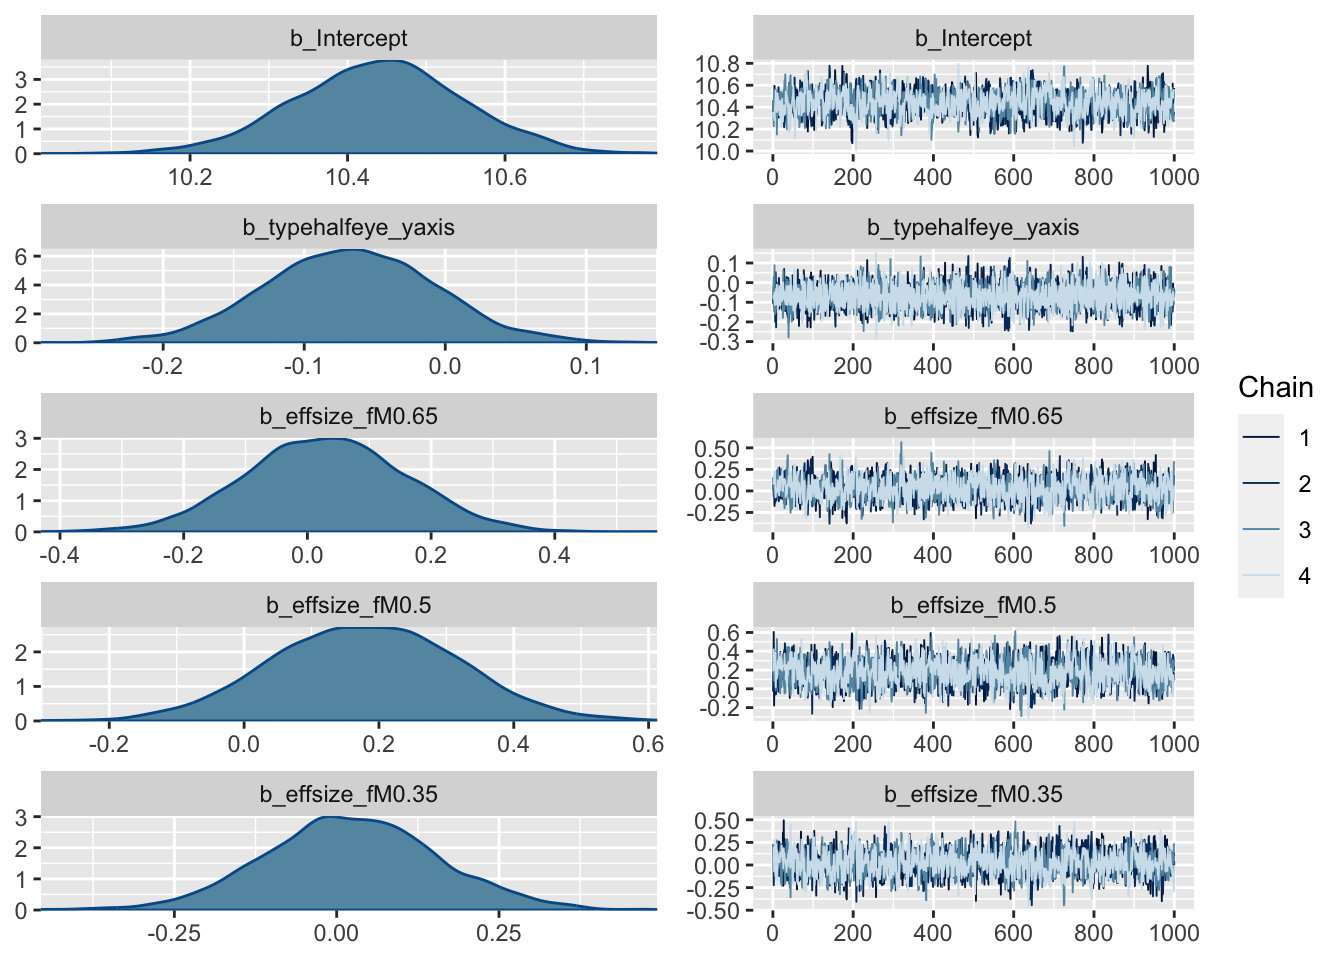 b_Intercept
3
2
1
0
10.2 10.4 10.6
b_Intercept
10.8
10.6
10.4
10.2
10.0
0 200 400 600 800 1000
b_typehalfeye_yaxis
6
4
2
0
-0.2 -0.1 0.0 0.1
b_typehalfeye_yaxis
0.1
0.0
-0.1
-0.2
-0.3
0 200 400 600 800 1000
b_effsize_fM0.65
3
2
1
0
-0.4 -0.2 0.0 0.2 0.4
b_effsize_fM0.65
0.50
0.25
0.00
-0.25
0 200 400 600 800 1000
b_effsize_fM0.5
2
1
0
-0.2 0.0 0.2 0.4 0.6
b_effsize_fM0.5
0.6
0.4
0.2
0.0
-0.2
0 200 400 600 800 1000
b_effsize_fM0.35
3
2
1
0
-0.25 0.00 0.25
b_effsize_fM0.35
0.50
0.25
0.00
-0.25
-0.50
0 200 400 600 800 1000
Chain
1
2
3
4